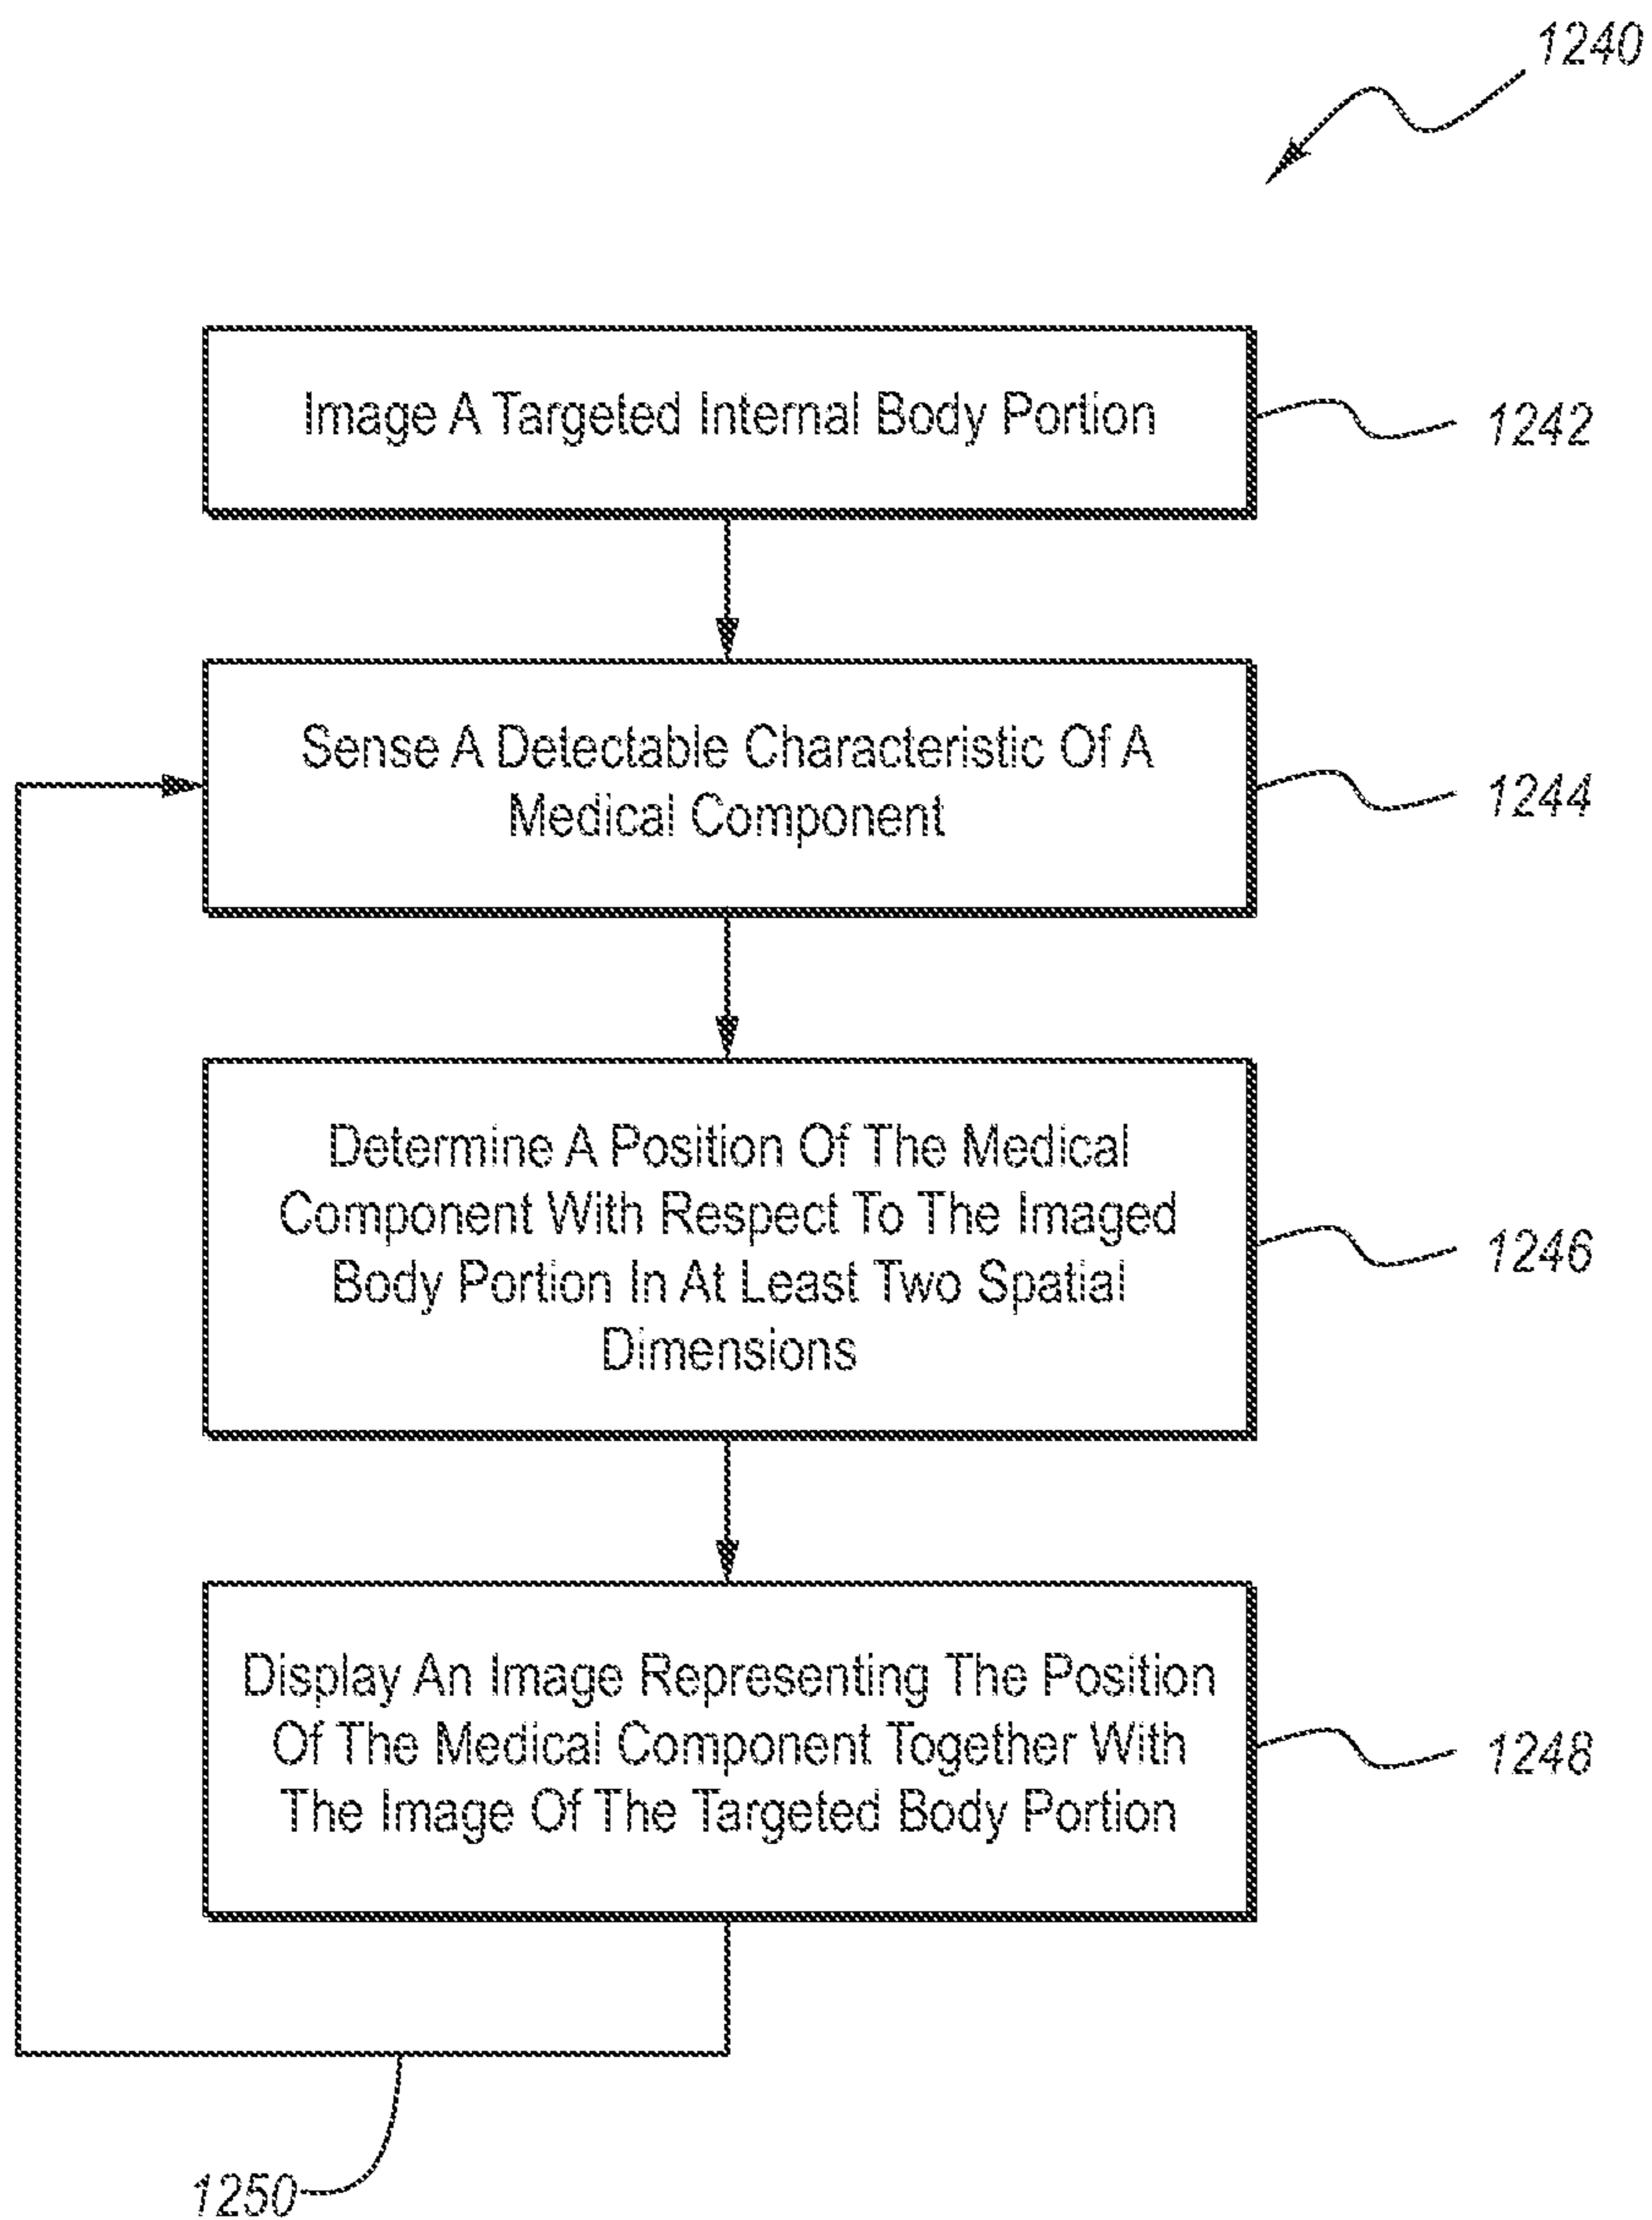 1240
Image A Targeted Internal Body Portion
1242
Sense A Detectable Characteristic Of A
Medical Component
1244
Determine A Position Of The Medical
Component With Respect To The Imaged
Body Portion In At Least Two Spatial
Dimensions
1246
Display An Image Representing The Position
Of The Medical Component Together With
The Image Of The Targeted Body Portion
1248
1250